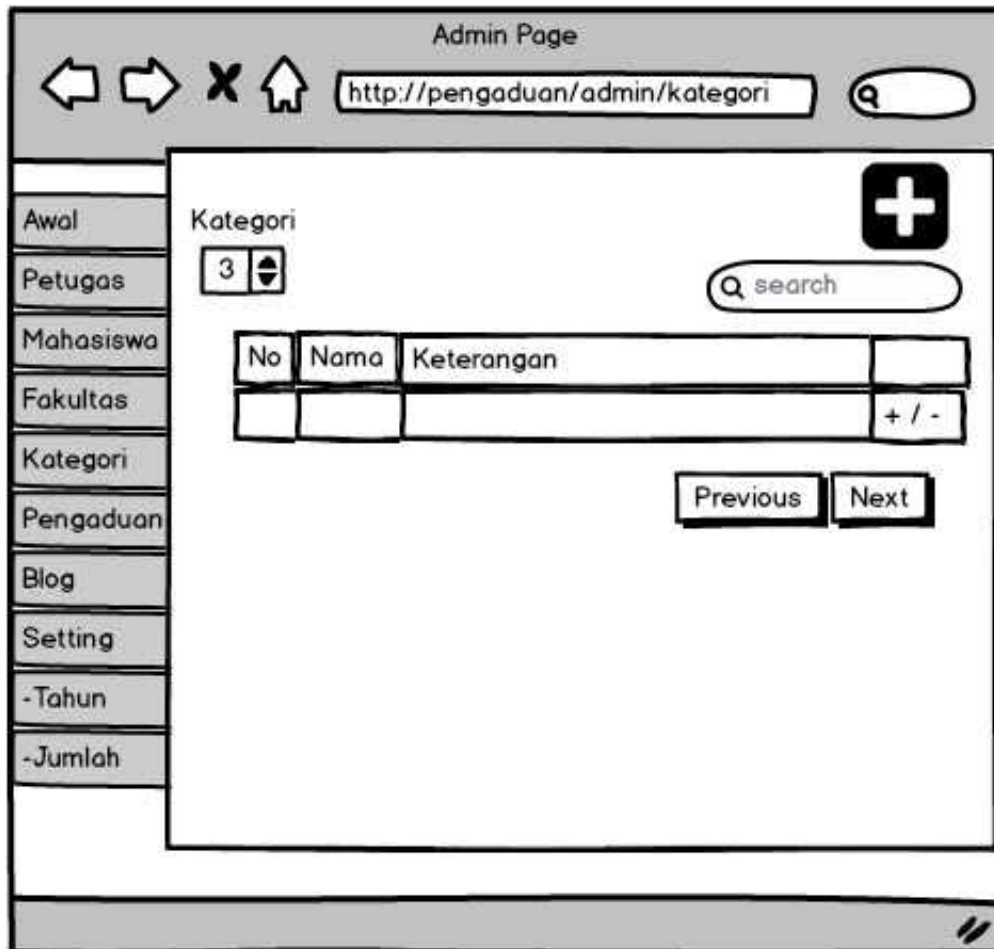 Admin Page
http://pengaduan/admin/kategori
Awal
Petugas
Mahasiswa
Fakultas
Kategori
Pengaduan
Blog
Setting
-Tahun
-Jumlah
Kategori
3
search
No Nama Keterangan
+ / -
Previous Next